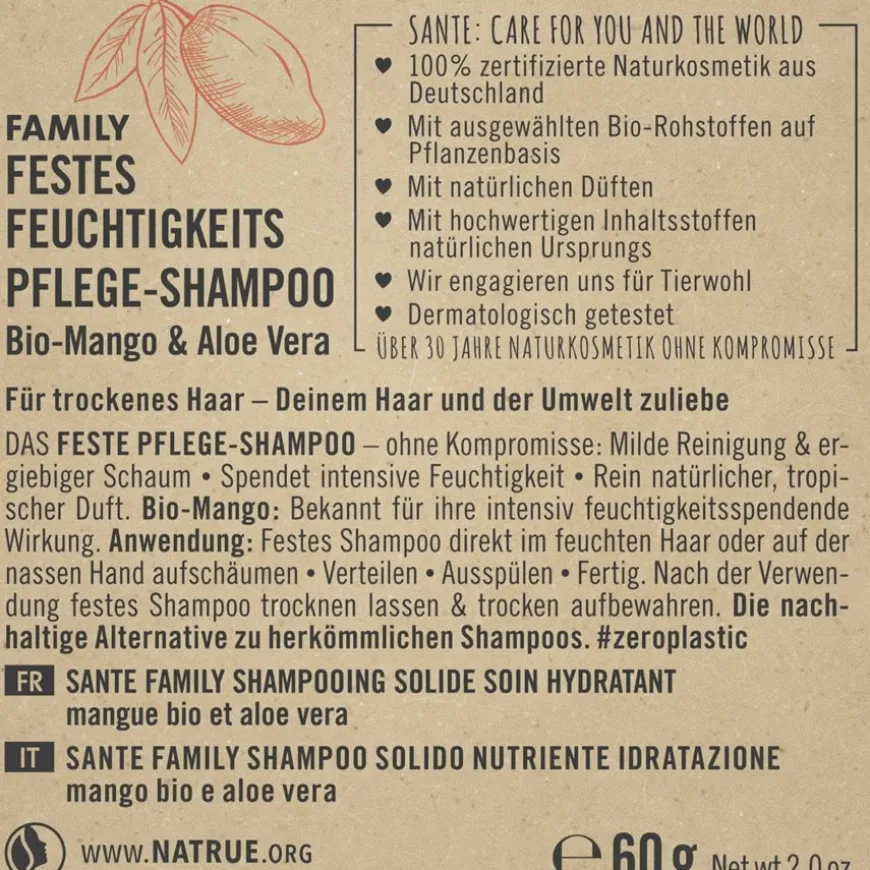 FAMILY
FESTES
FEUCHTIGKEITS
PFLEGE-SHAMPOO
Bio-Mango & Aloe Vera
SANTE: CARE FOR YOU AND THE WORLD
♥ 100% zertifizierte Naturkosmetik aus
Deutschland
♥ Mit ausgewählten Bio-Rohstoffen auf
Pflanzenbasis
♥ Mit natürlichen Düften
♥ Mit hochwertigen Inhaltsstoffen
natürlichen Ursprungs
♥ Wir engagieren uns für Tierwohl
♥ Dermatologisch getestet
ÜBER 30 JAHRE NATURKOSMETIK OHNE KOMPROMISSE
Für trockenes Haar – Deinem Haar und der Umwelt zuliebe
DAS FESTE PFLEGE-SHAMPOO – ohne Kompromisse: Milde Reinigung & er-
giebiger Schaum • Spendet intensive Feuchtigkeit • Rein natürlicher, tropi-
scher Duft. Bio-Mango: Bekannt für ihre intensiv feuchtigkeitsspendende
Wirkung. Anwendung: Festes Shampoo direkt im feuchten Haar oder auf der
nassen Hand aufschäumen • Verteilen • Ausspülen • Fertig. Nach der Verwen-
dung festes Shampoo trocknen lassen & trocken aufbewahren. Die nach-
haltige Alternative zu herkömmlichen Shampoos. #zeroplastic
FR SANTE FAMILY SHAMPOOING SOLIDE SOIN HYDRATANT
mangue bio et aloe vera
IT SANTE FAMILY SHAMPOO SOLIDO NUTRIENTE IDRATAZIONE
mango bio e aloe vera
WWW.NATRUE.ORG
℮ 60 g Net wt 2.0 oz